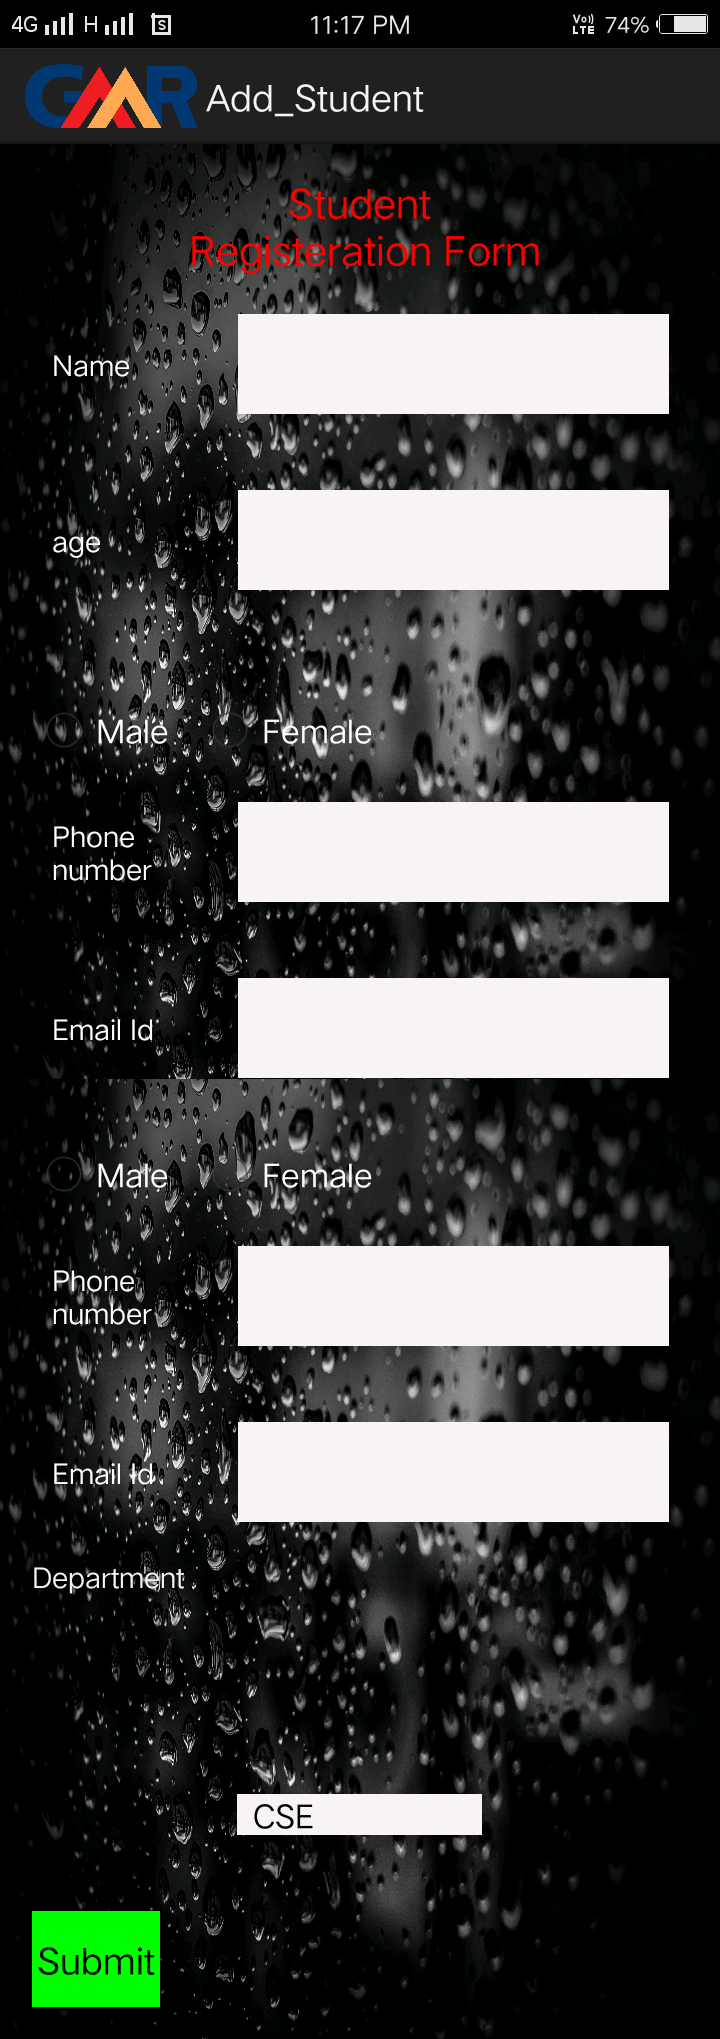 4G H S 11:17 PM Vo) LTE 74%
GMR Add_Student
Student
Registeration Form
Name
age
Male Female
Phone
number
Email Id
Male Female
Phone
number
Email Id
Department
CSE
Submit